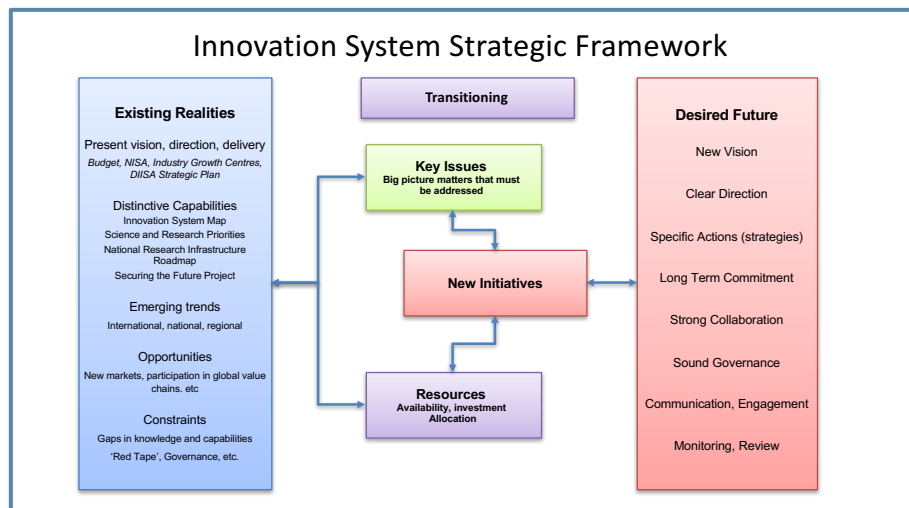 Innovation System Strategic Framework
Existing Realities
Present vision, direction, delivery
Budget, NISA, Industry Growth Centres,
DIISA Strategic Plan
Distinctive Capabilities
Innovation System Map
Science and Research Priorities
National Research Infrastructure
Roadmap
Securing the Future Project
Emerging trends
International, national, regional
Opportunities
New markets, participation in global value
chains. etc
Constraints
Gaps in knowledge and capabilities
‘Red Tape’, Governance, etc.
Transitioning
Key Issues
Big picture matters that must
be addressed
New Initiatives
Resources
Availability, investment
Allocation
Desired Future
New Vision
Clear Direction
Specific Actions (strategies)
Long Term Commitment
Strong Collaboration
Sound Governance
Communication, Engagement
Monitoring, Review